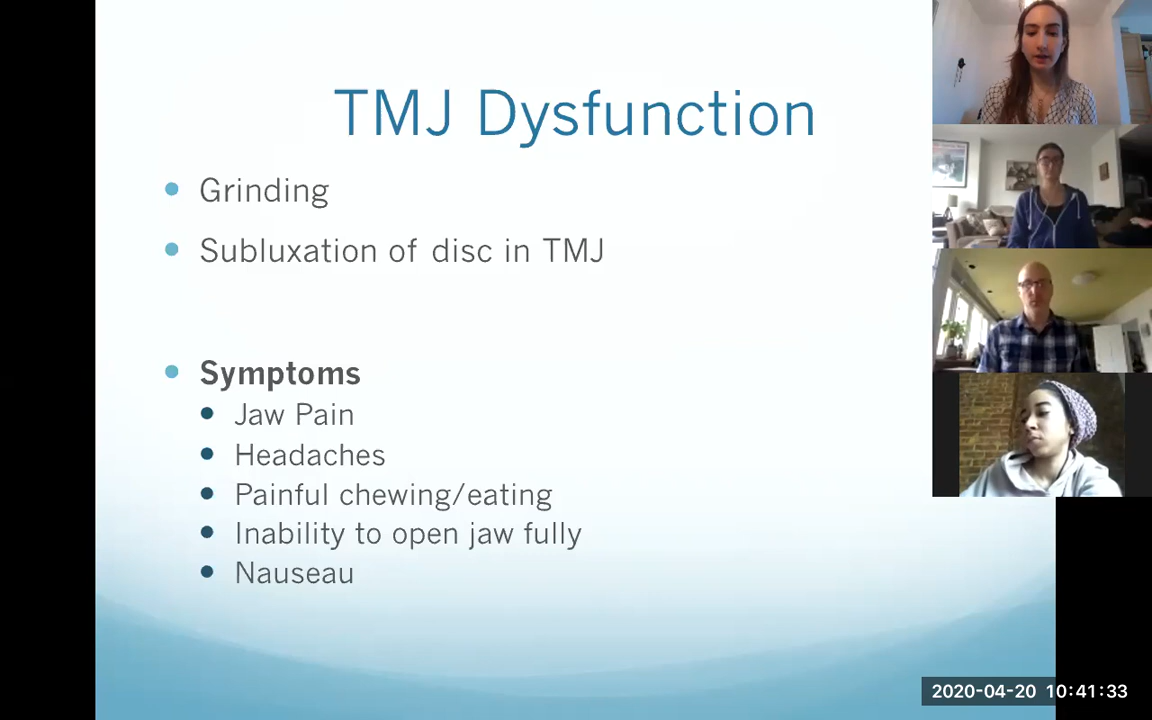 TMJ Dysfunction
Grinding
Subluxation of disc in TMJ
Symptoms
Jaw Pain
Headaches
Painful chewing/eating
Inability to open jaw fully
Nauseau
2020-04-20 10:41:33